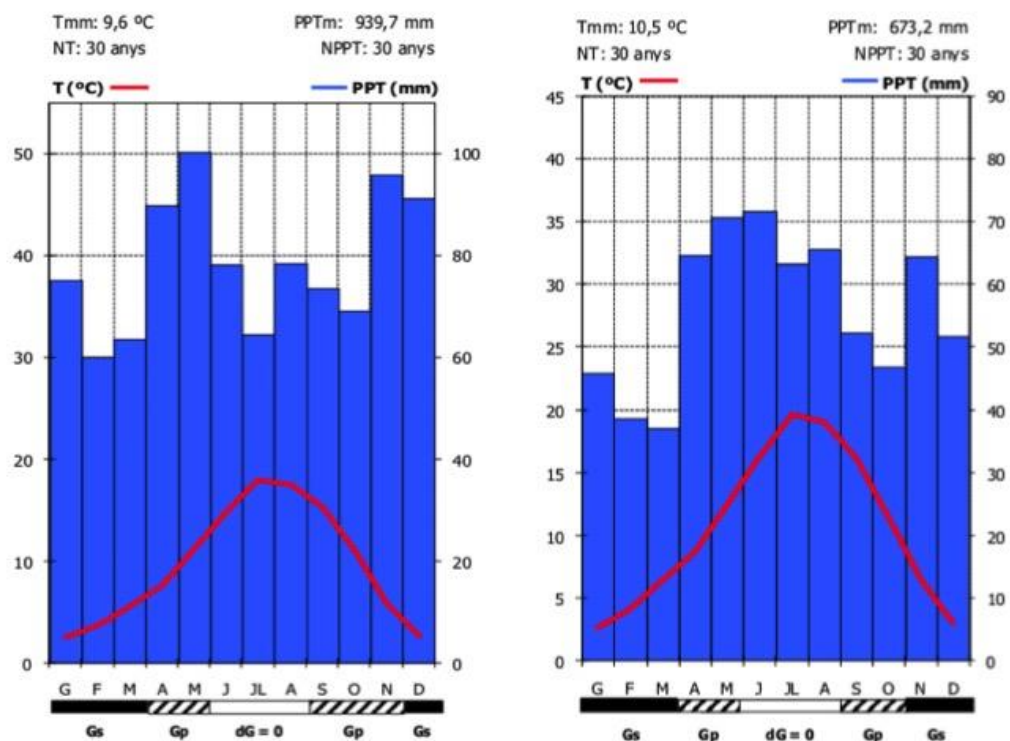 Tmm: 9,6 ºC PPTm: 939,7 mm
NT: 30 anys NPPT: 30 anys
T (ºC) PPT (mm)
50 100
40 80
30 60
20 40
10 20
0 0
G F M A M J JL A S O N D
Gs Gp dG = 0 Gp Gs
Tmm: 10,5 ºC PPTm: 673,2 mm
NT: 30 anys NPPT: 30 anys
T (ºC) PPT (mm)
45 90
40 80
35 70
30 60
25 50
20 40
15 30
10 20
5 10
0 0
G F M A M J JL A S O N D
Gs Gp dG = 0 Gp Gs